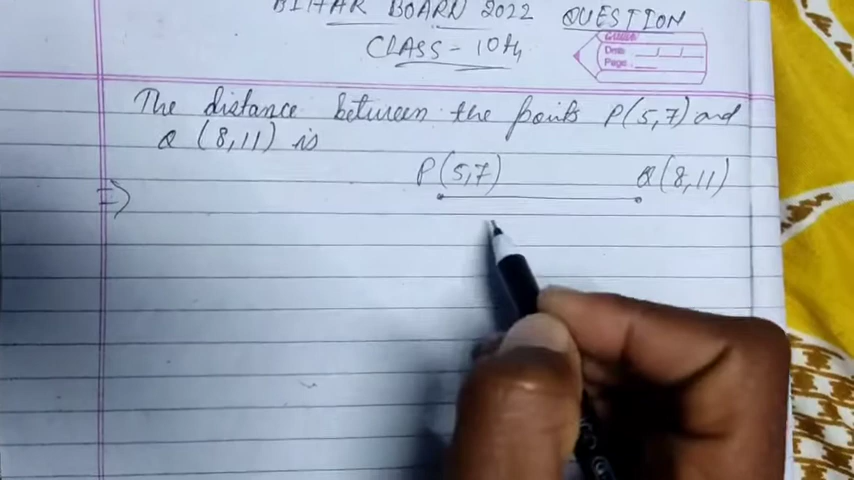 BIHAR BOARD 2022 QUESTION
CLASS - 10th
Date
Page
The distance between the points P(5,7) and
Q (8,11) is
P(5,7) Q(8,11)
=>